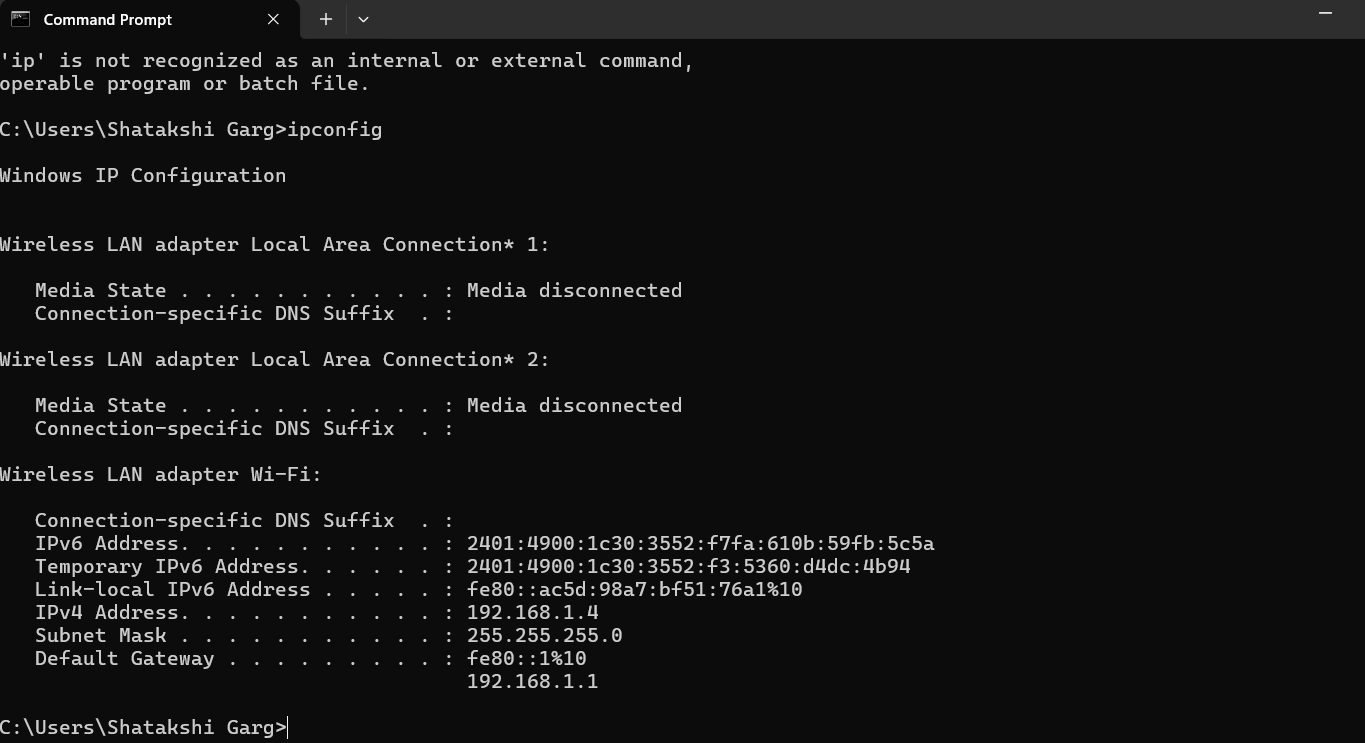 Command Prompt
'ip' is not recognized as an internal or external command,
operable program or batch file.
C:\Users\Shatakshi Garg>ipconfig
Windows IP Configuration
Wireless LAN adapter Local Area Connection* 1:
   Media State . . . . . . . . . . . : Media disconnected
   Connection-specific DNS Suffix  . :
Wireless LAN adapter Local Area Connection* 2:
   Media State . . . . . . . . . . . : Media disconnected
   Connection-specific DNS Suffix  . :
Wireless LAN adapter Wi-Fi:
   Connection-specific DNS Suffix  . :
   IPv6 Address. . . . . . . . . . . : 2401:4900:1c30:3552:f7fa:610b:59fb:5c5a
   Temporary IPv6 Address. . . . . . : 2401:4900:1c30:3552:f3:5360:d4dc:4b94
   Link-local IPv6 Address . . . . . : fe80::ac5d:98a7:bf51:76a1%10
   IPv4 Address. . . . . . . . . . . : 192.168.1.4
   Subnet Mask . . . . . . . . . . . : 255.255.255.0
   Default Gateway . . . . . . . . . : fe80::1%10
                                       192.168.1.1
C:\Users\Shatakshi Garg>